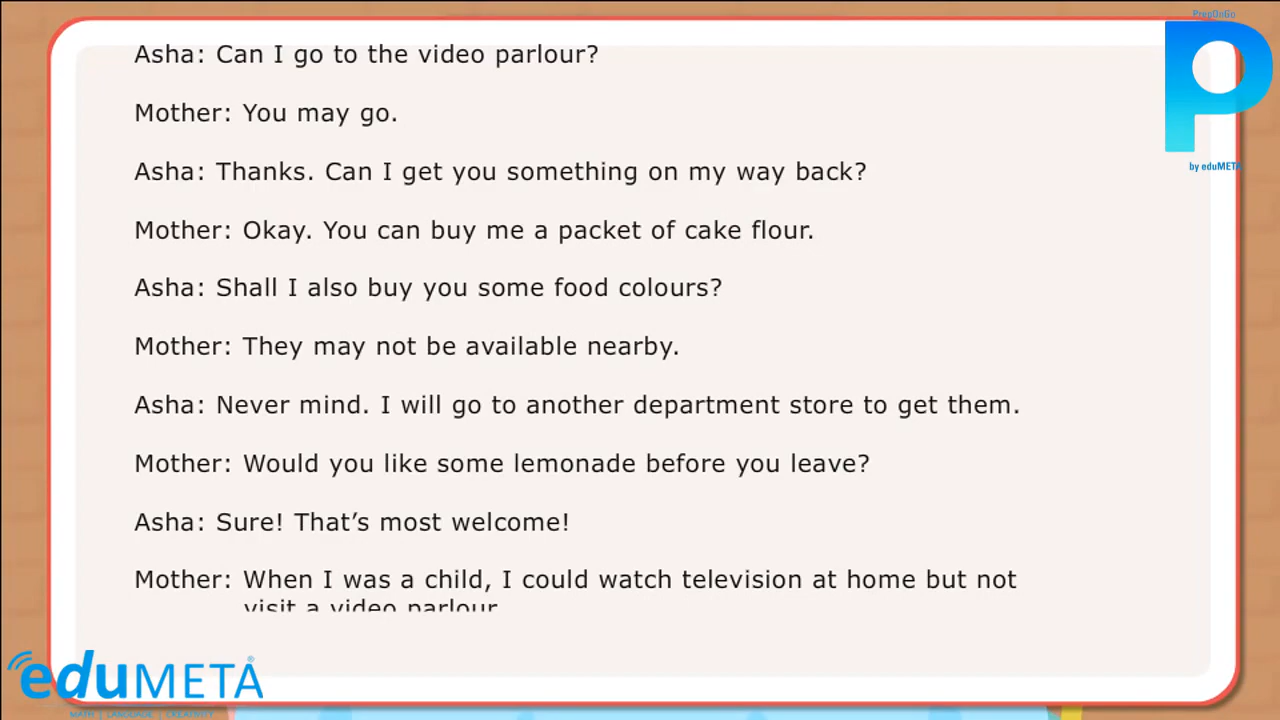 PrepOnGo
Asha: Can I go to the video parlour?
P
Mother: You may go.
by eduMETA
Asha: Thanks. Can I get you something on my way back?
Mother: Okay. You can buy me a packet of cake flour.
Asha: Shall I also buy you some food colours?
Mother: They may not be available nearby.
Asha: Never mind. I will go to another department store to get them.
Mother: Would you like some lemonade before you leave?
Asha: Sure! That’s most welcome!
Mother: When I was a child, I could watch television at home but not
visit a video parlour
eduMETA
MATH | LANGUAGE | CREATIVITY